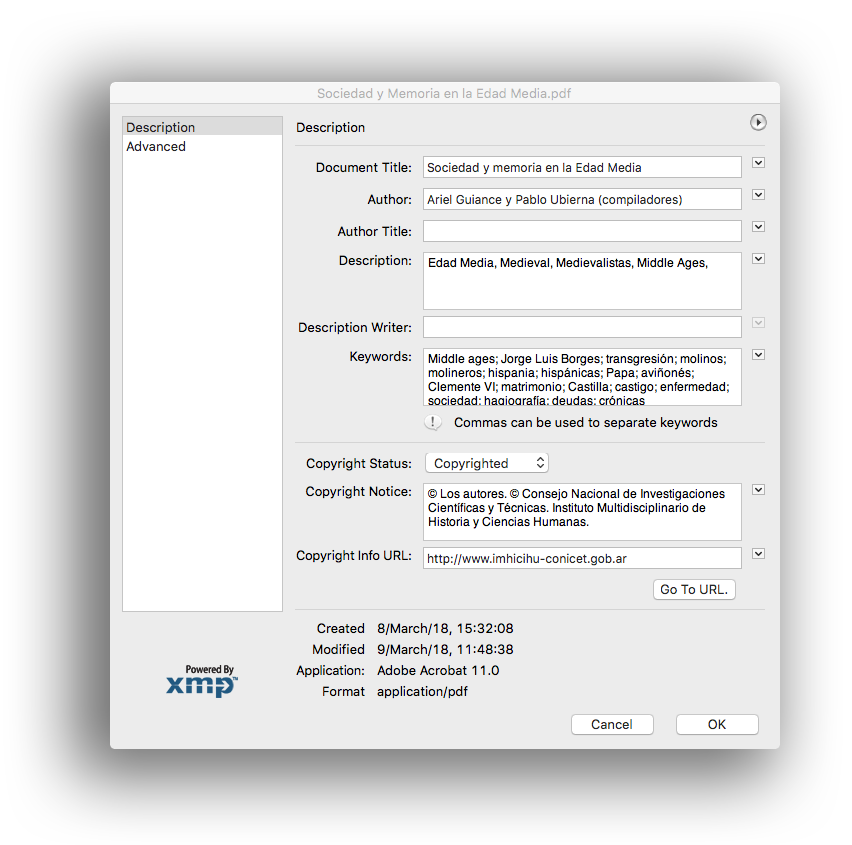 Sociedad y Memoria en la Edad Media.pdf
Description
Advanced
Description
Document Title: Sociedad y memoria en la Edad Media
Author: Ariel Guiance y Pablo Ubierna (compiladores)
Author Title:
Description: Edad Media, Medieval, Medievalistas, Middle Ages,
Description Writer:
Keywords: Middle ages; Jorge Luis Borges; transgresión; molinos;
molineros; hispania; hispánicas; Papa; aviñonés;
Clemente VI; matrimonio; Castilla; castigo; enfermedad;
sociedad; hagiografía; deudas; crónicas
! Commas can be used to separate keywords
Copyright Status: Copyrighted
Copyright Notice: © Los autores. © Consejo Nacional de Investigaciones
Científicas y Técnicas. Instituto Multidisciplinario de
Historia y Ciencias Humanas.
Copyright Info URL: http://www.imhicihu-conicet.gob.ar
Go To URL.
Created 8/March/18, 15:32:08
Modified 9/March/18, 11:48:38
Application: Adobe Acrobat 11.0
Format application/pdf
Powered By
xmp™
Cancel OK